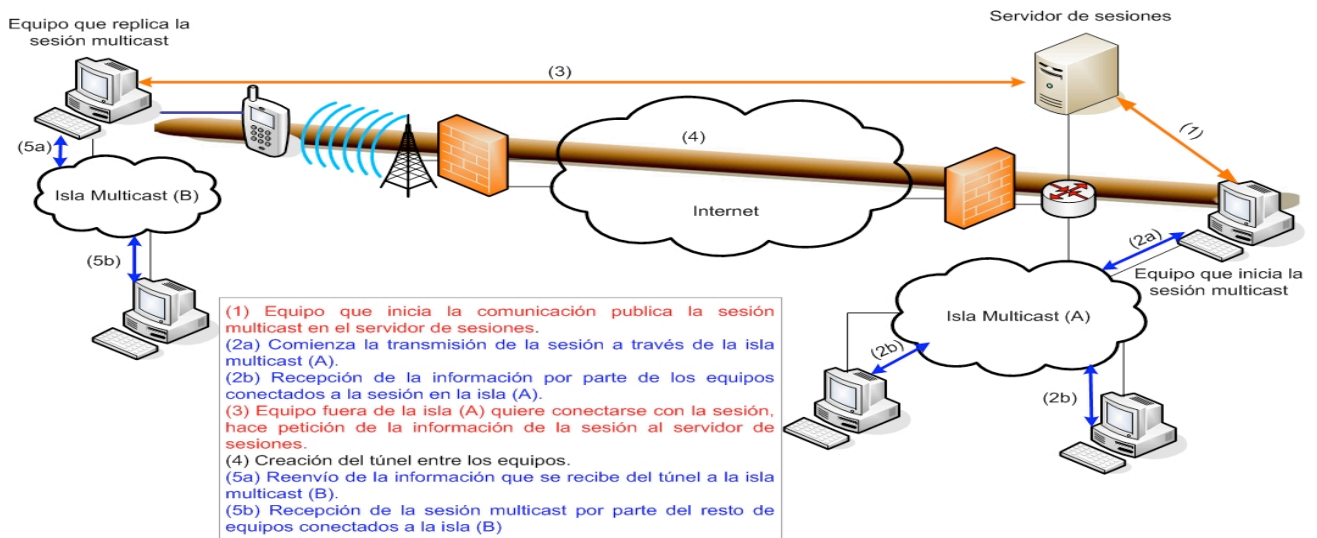 Equipo que replica la
sesión multicast
Servidor de sesiones
(3)
(1)
(4)
(5a)
Isla Multicast (B)
Internet
(2a)
(5b)
Equipo que inicia la
sesión multicast
Isla Multicast (A)
(2b)
(2b)
(1) Equipo que inicia la comunicación publica la sesión
multicast en el servidor de sesiones.
(2a) Comienza la transmisión de la sesión a través de la isla
multicast (A).
(2b) Recepción de la información por parte de los equipos
conectados a la sesión en la isla (A).
(3) Equipo fuera de la isla (A) quiere conectarse con la sesión,
hace petición de la información de la sesión al servidor de
sesiones.
(4) Creación del túnel entre los equipos.
(5a) Reenvío de la información que se recibe del túnel a la isla
multicast (B).
(5b) Recepción de la sesión multicast por parte del resto de
equipos conectados a la isla (B)